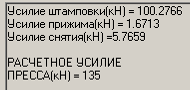 Усилие штамповки(кН) = 100.2766
Усилие прижима(кН) = 1.6713
Усилие снятия(кН) =5.7659
РАСЧЕТНОЕ УСИЛИЕ
ПРЕССА(кН) = 135